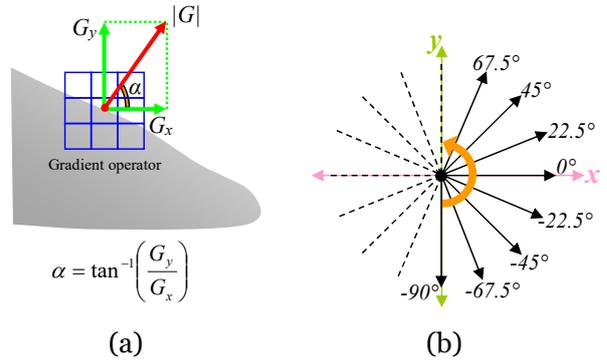 |G|
G_y
α
G_x
Gradient operator
α = tan⁻¹(G_y/G_x)
(a)
y
67.5°
45°
22.5°
0°
x
-22.5°
-45°
-67.5°
-90°
(b)